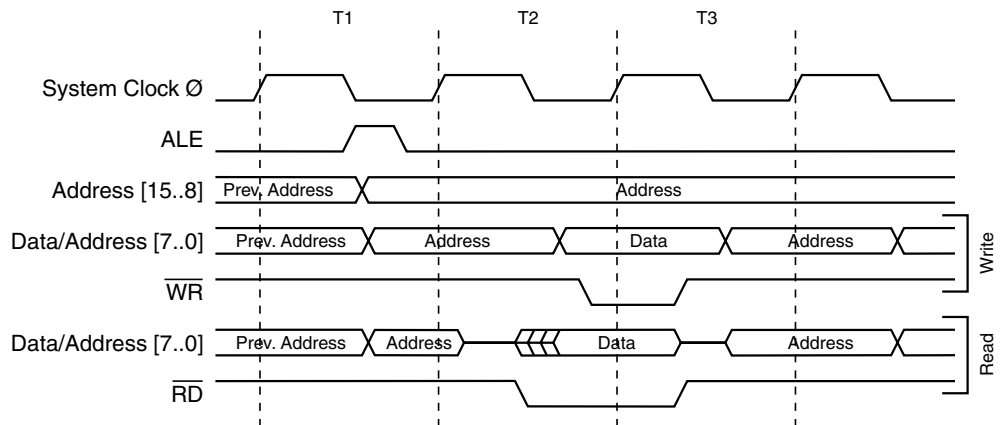 T1 T2 T3
System Clock Ø
ALE
Address [15..8] Prev. Address Address
Data/Address [7..0] Prev. Address Address Data Address
WR
Write
Data/Address [7..0] Prev. Address Address Data Address
RD
Read